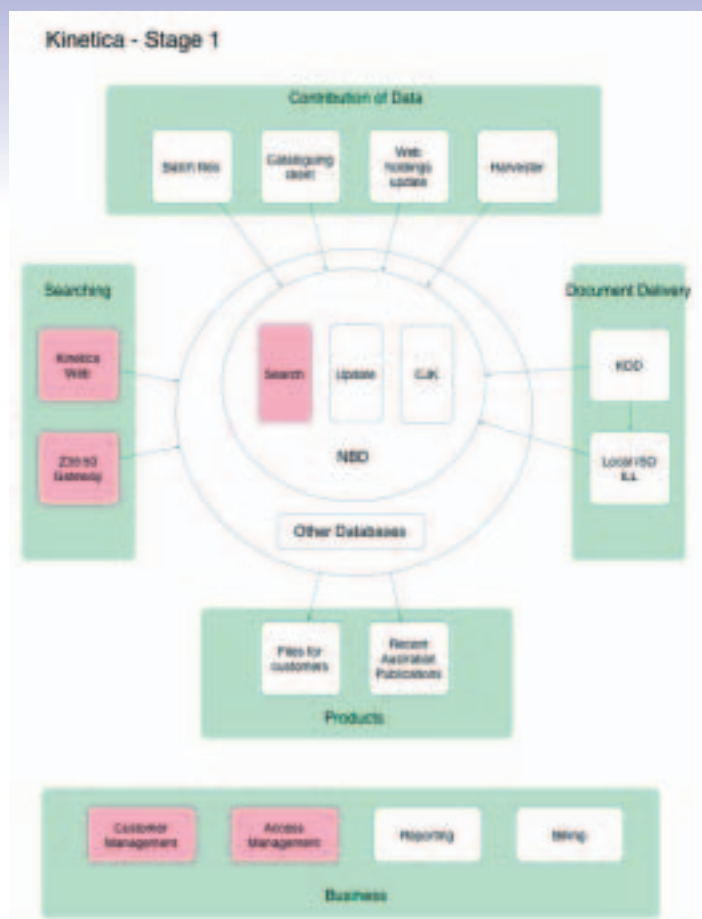 Kinetica - Stage 1
Contribution of Data
Batch files
Cataloguing
client
Web
holdings
update
Harvester
Searching
Kinetica
Web
Z39.50
Gateway
Search
Update
CJK
NBD
Other Databases
Document Delivery
KDD
Local ISO
ILL
Files for
customers
Recent
Australian
Publications
Products
Customer
Management
Access
Management
Reporting
Billing
Business